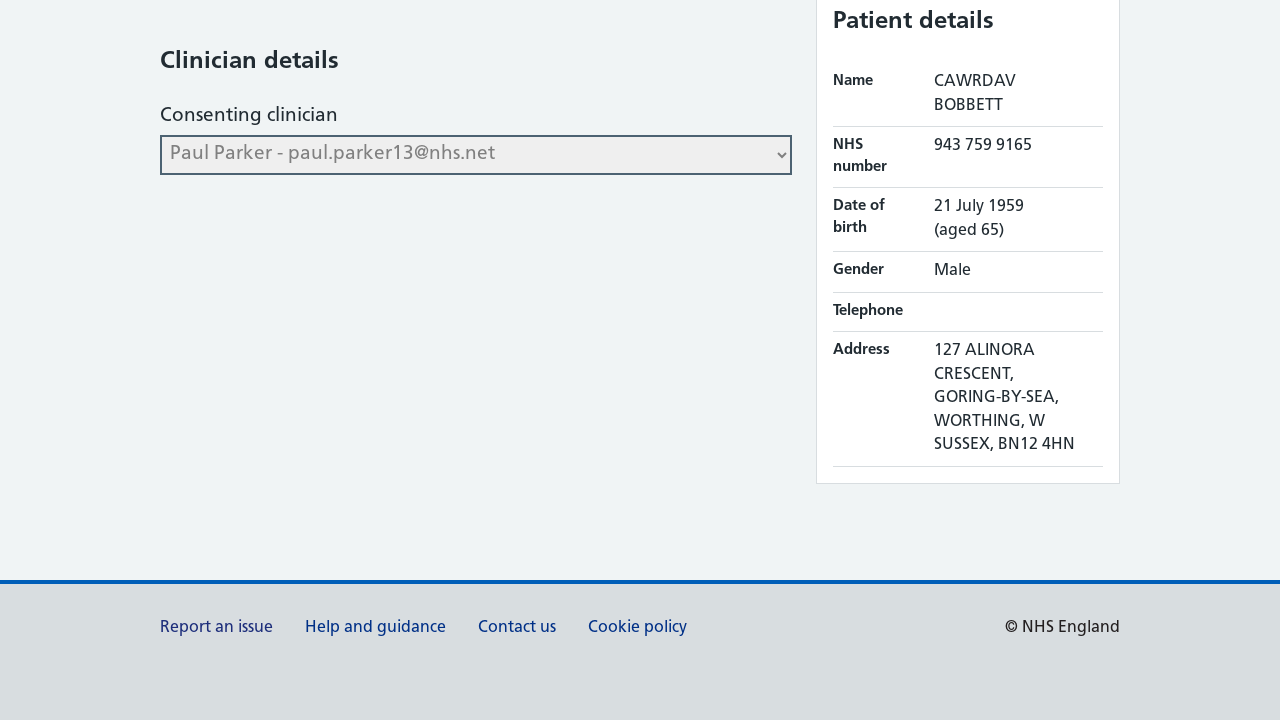 Clinician details
Consenting clinician
Paul Parker - paul.parker13@nhs.net
Patient details
Name CAWRDAV
BOBBETT
NHS number 943 759 9165
Date of birth 21 July 1959
(aged 65)
Gender Male
Telephone
Address 127 ALINORA
CRESCENT,
GORING-BY-SEA,
WORTHING, W
SUSSEX, BN12 4HN
Report an issue Help and guidance Contact us Cookie policy © NHS England